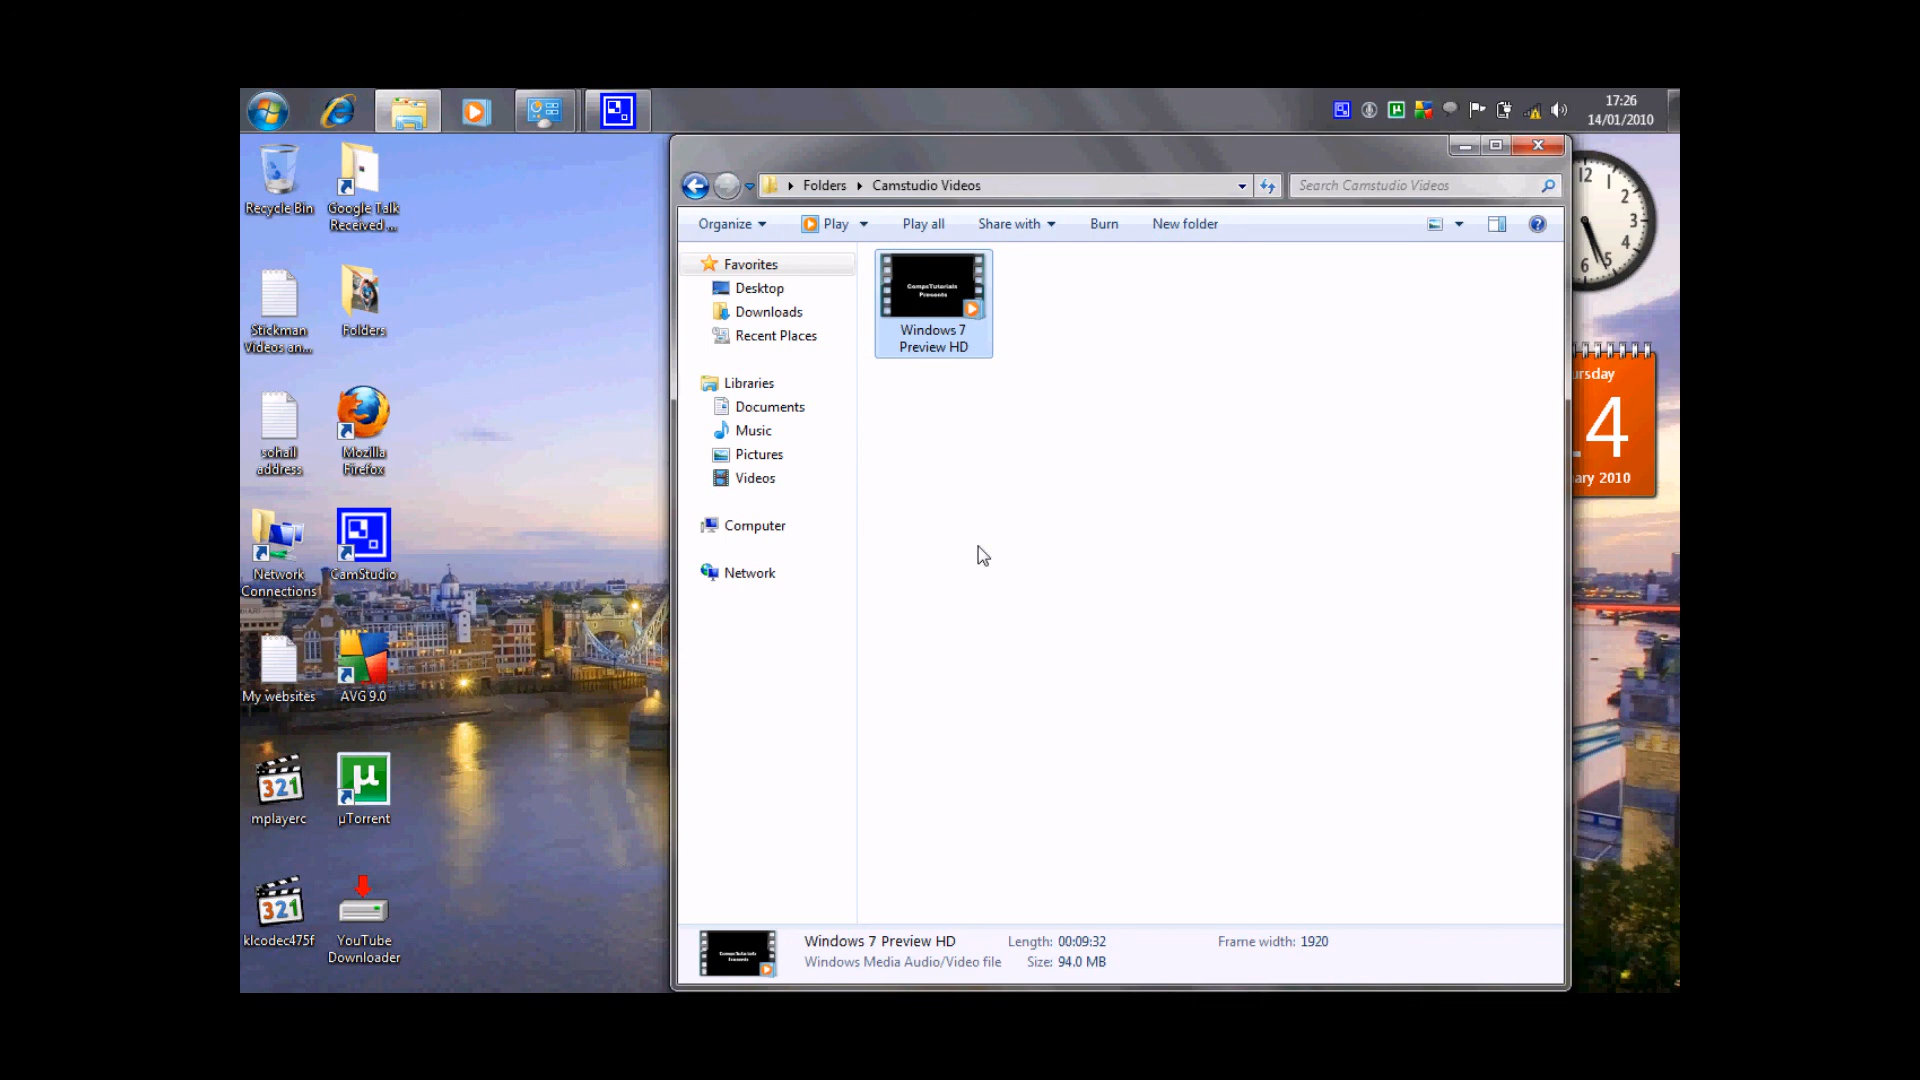 17:26
14/01/2010
Recycle Bin
Google Talk
Received ...
Stickman
Videos an...
Folders
sohail
address
Mozilla
Firefox
Network
Connections
CamStudio
My websites
AVG 9.0
mplayerc
µTorrent
klcodec475f
YouTube
Downloader
Folders
Camstudio Videos
Search Camstudio Videos
Organize
Play
Play all
Share with
Burn
New folder
Favorites
Desktop
Downloads
Recent Places
Libraries
Documents
Music
Pictures
Videos
Computer
Network
CompsTutorials
Presents
Windows 7
Preview HD
12
1
2
3
4
5
6
ursday
4
ary 2010
Windows 7 Preview HD
Length: 00:09:32
Frame width: 1920
Windows Media Audio/Video file
Size: 94.0 MB